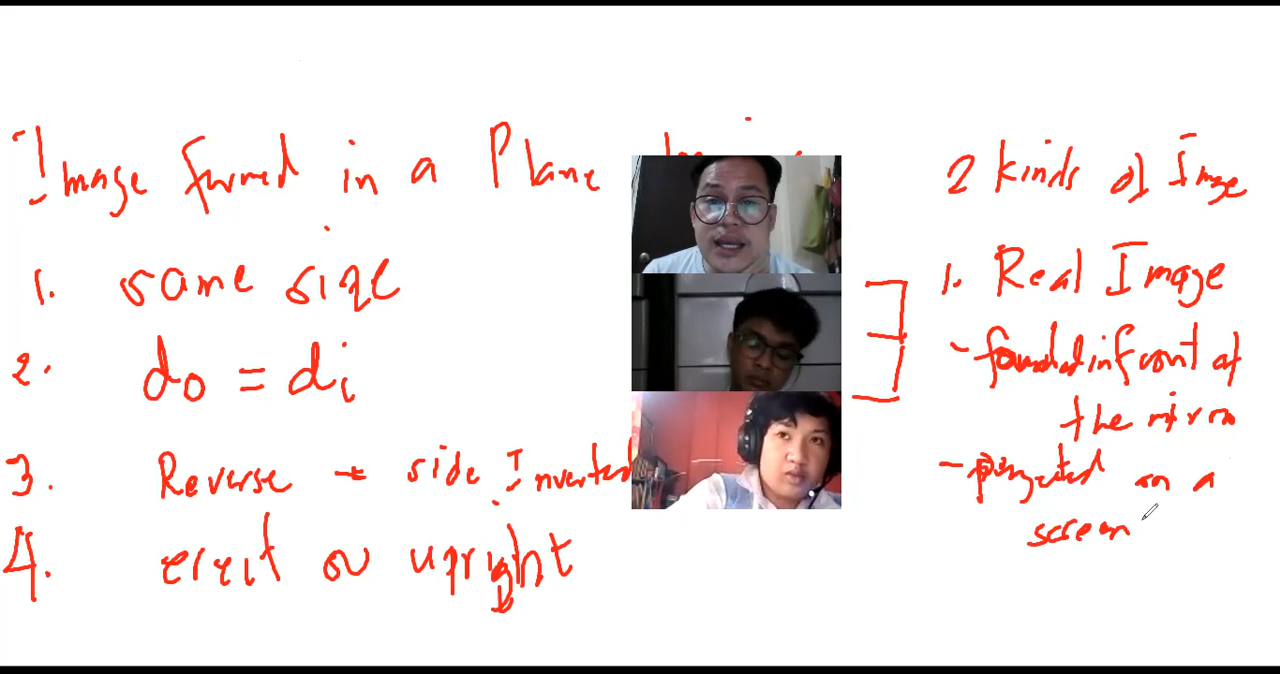 Image formed in a Plane
1. same size
2. do = di
3. Reverse - side Inverted
4. erect or upright
2 kinds of Image
1. Real Image
- found in front of
the mirror
- projected on a
screen